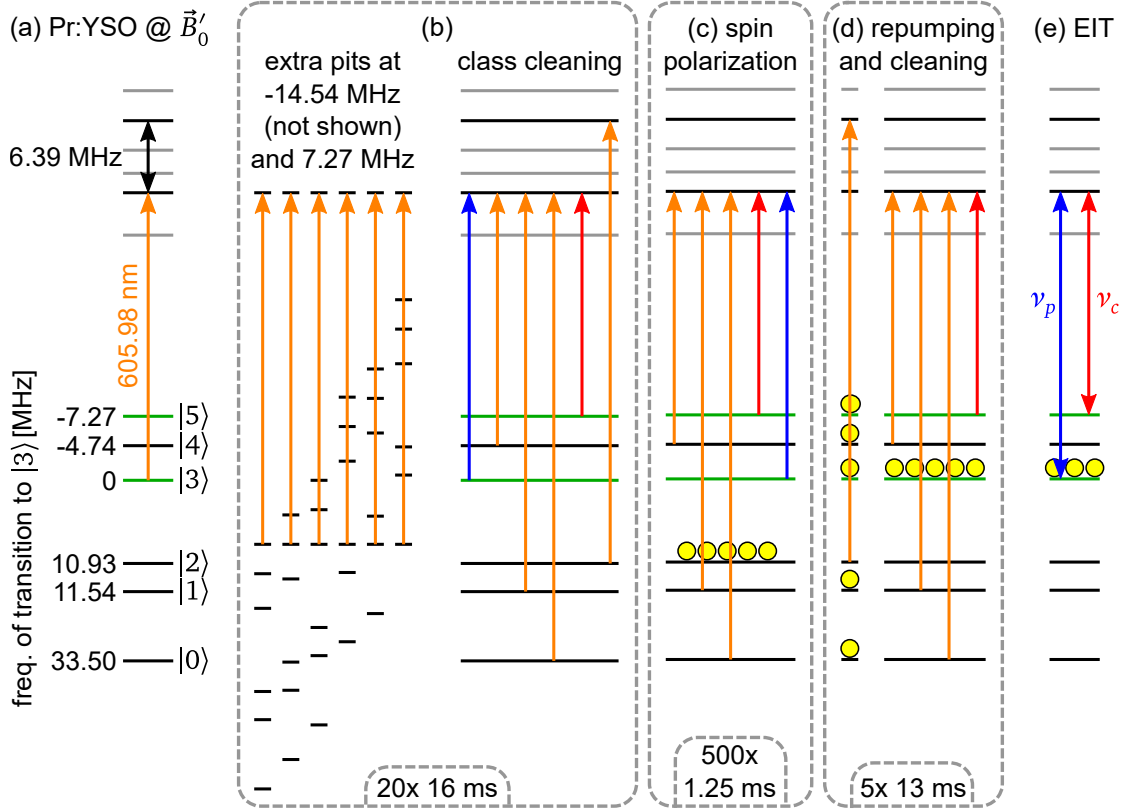 (a) Pr:YSO @ B⃗′₀
(b)
(c) spin
polarization
(d) repumping
and cleaning
(e) EIT
extra pits at
-14.54 MHz
(not shown)
and 7.27 MHz
class cleaning
6.39 MHz
605.98 nm
freq. of transition to |3⟩ [MHz]
-7.27 |5⟩
-4.74 |4⟩
0 |3⟩
10.93 |2⟩
11.54 |1⟩
33.50 |0⟩
νp
νc
20x 16 ms
500x
1.25 ms
5x 13 ms